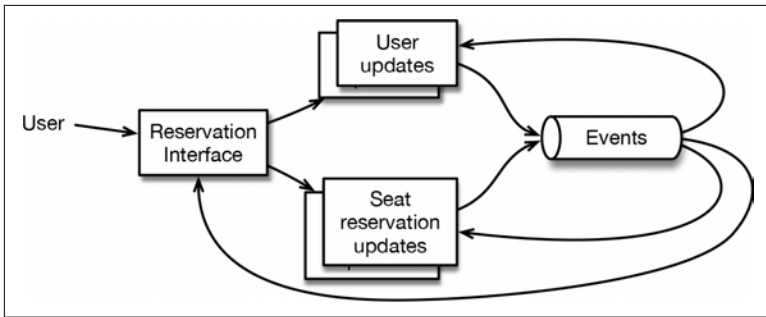 User
updates
User
Reservation
Interface
Events
Seat
reservation
updates